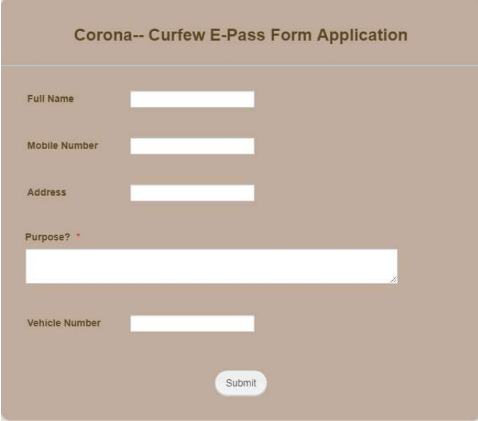 Corona-- Curfew E-Pass Form Application
Full Name
Mobile Number
Address
Purpose? *
Vehicle Number
Submit